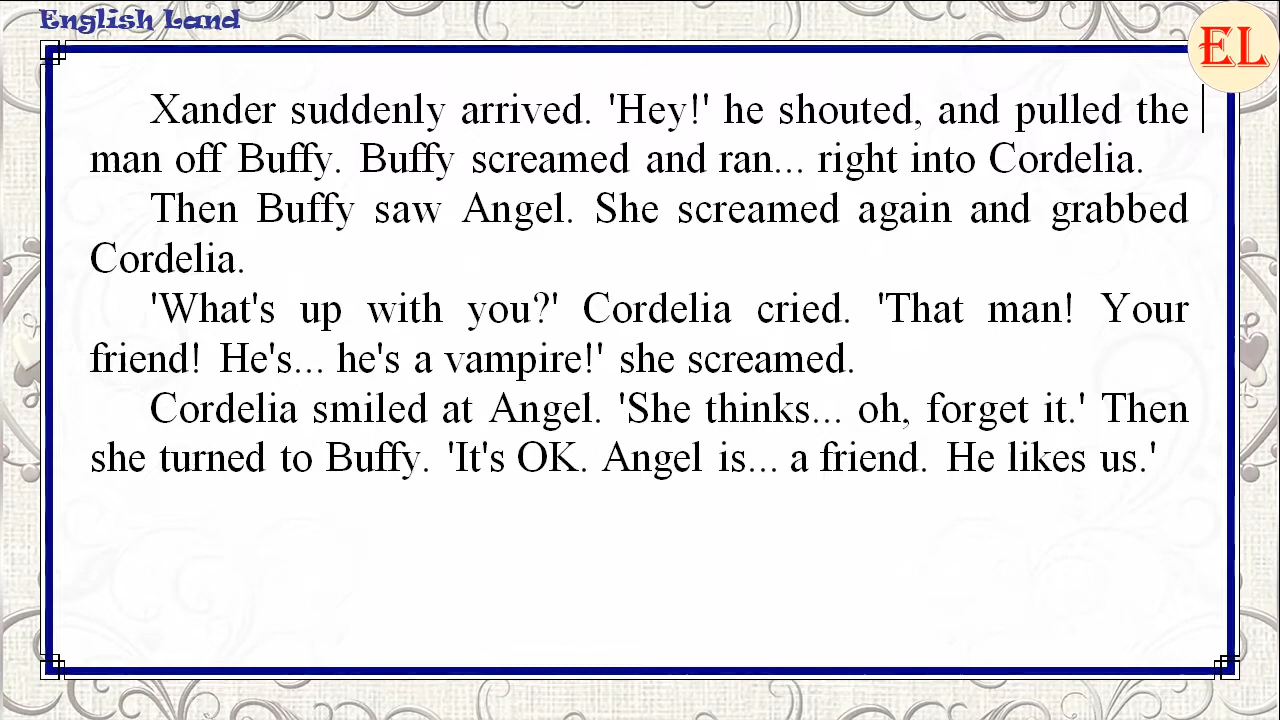 English Land
EL
Xander suddenly arrived. 'Hey!' he shouted, and pulled the
man off Buffy. Buffy screamed and ran... right into Cordelia.
Then Buffy saw Angel. She screamed again and grabbed
Cordelia.
'What's up with you?' Cordelia cried. 'That man! Your
friend! He's... he's a vampire!' she screamed.
Cordelia smiled at Angel. 'She thinks... oh, forget it.' Then
she turned to Buffy. 'It's OK. Angel is... a friend. He likes us.'